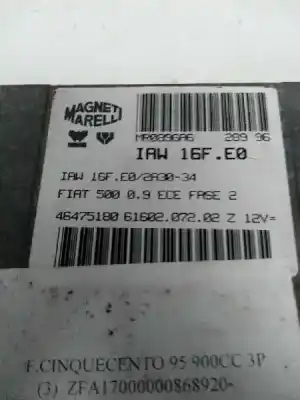 MAGNETI
MARELLI
MR0896A6 289 96
IAW 16F.E0
IAW 16F.E0/2A30-34
FIAT 500 0.9 ECE FASE 2
46475180 61602.072.02 Z 12V=
F.CINQUECENTO 95 900CC 3P
(3) ZFA17000000868920-